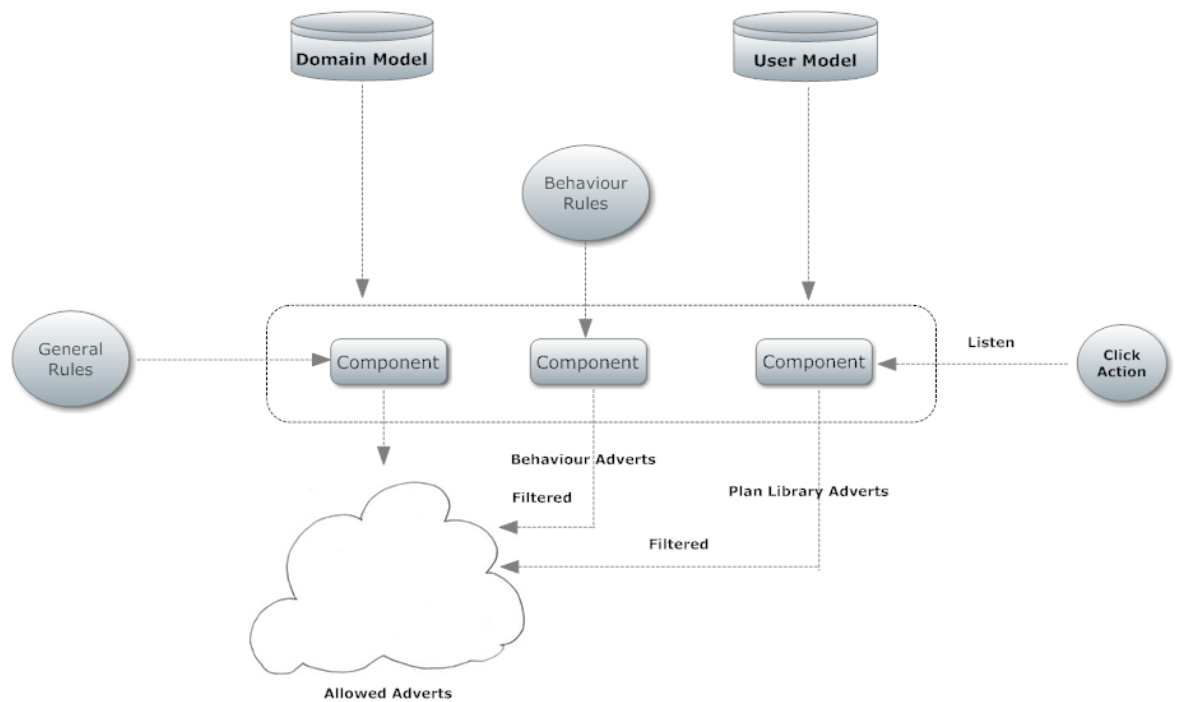 Domain Model
User Model
Behaviour
Rules
General
Rules
Component
Component
Component
Listen
Click
Action
Behaviour Adverts
Filtered
Plan Library Adverts
Filtered
Allowed Adverts